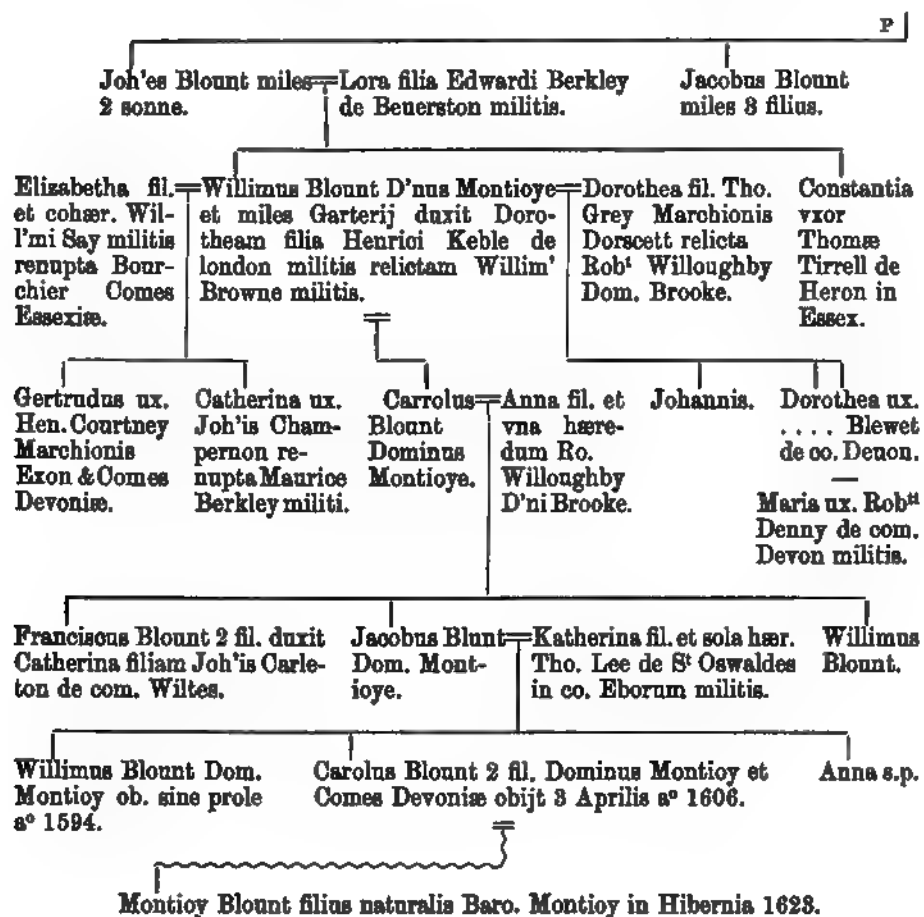 P
Joh'es Blount miles
2 sonne.
Lora filia Edwardi Berkley
de Beuerston militis.
Jacobus Blount
miles 3 filius.
Elizabetha fil.
et cohær. Wil-
l'mi Say militis
renupta Bour-
chier Comes
Essexiæ.
Willimus Blount D'nus Montioye
et miles Garterij duxit Doro-
theam filia Henrici Keble de
london militis relictam Willim'
Browne militis.
Dorothea fil. Tho.
Grey Marchionis
Dorscett relicta
Robt Willoughby
Dom. Brooke.
Constantia
vxor
Thomæ
Tirrell de
Heron in
Essex.
Gertrudus ux.
Hen. Courtney
Marchionis
Exon & Comes
Devoniæ.
Catherina ux.
Joh'is Cham-
pernon re-
nupta Maurice
Berkley militi.
Carrolus
Blount
Dominus
Montioye.
Anna fil. et
vna hære-
dum Ro.
Willoughby
D'ni Brooke.
Johannis.
Dorothea ux.
.... Blewet
de co. Deuon.
—
Maria ux. Robti
Denny de com.
Devon militis.
Franciscus Blount 2 fil. duxit
Catherina filiam Joh'is Carle-
ton de com. Wiltes.
Jacobus Blunt
Dom. Mont-
ioye.
Katherina fil. et sola hær.
Tho. Lee de St Oswaldes
in co. Eborum militis.
Willimus
Blount.
Willimus Blount Dom.
Montioy ob. sine prole
ao 1594.
Carolus Blount 2 fil. Dominus Montioy et
Comes Devoniæ obijt 3 Aprilis ao 1606.
Anna s.p.
Montioy Blount filius naturalis Baro. Montioy in Hibernia 1623.